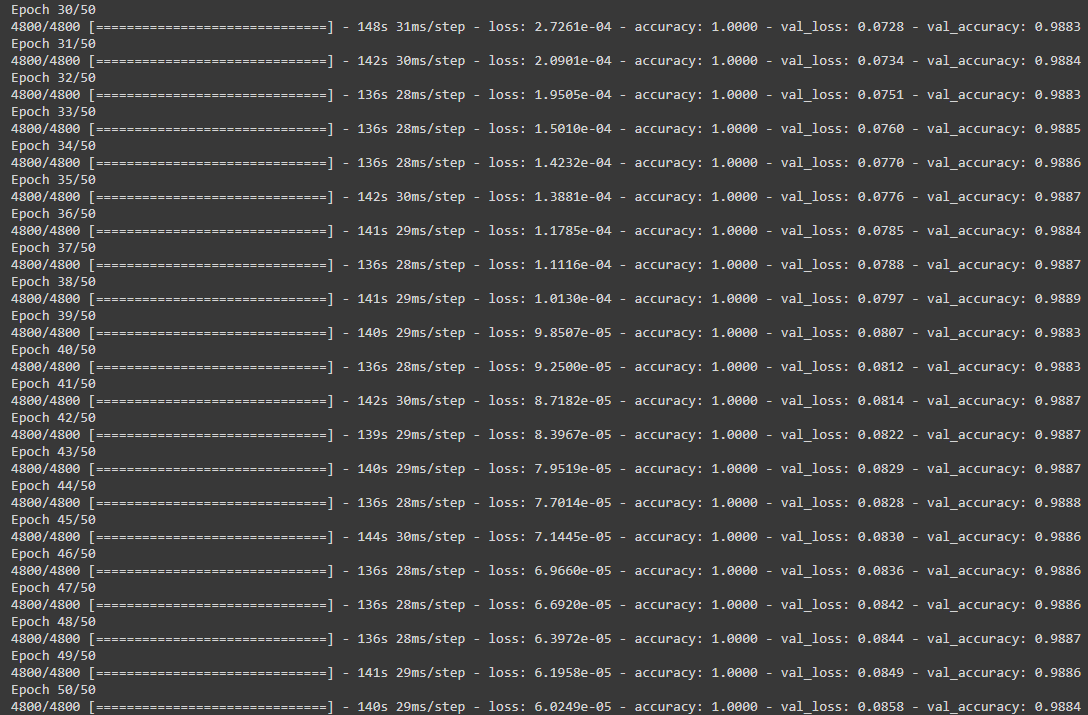 Epoch 30/50
4800/4800 [==============================] - 148s 31ms/step - loss: 2.7261e-04 - accuracy: 1.0000 - val_loss: 0.0728 - val_accuracy: 0.9883
Epoch 31/50
4800/4800 [==============================] - 142s 30ms/step - loss: 2.0901e-04 - accuracy: 1.0000 - val_loss: 0.0734 - val_accuracy: 0.9884
Epoch 32/50
4800/4800 [==============================] - 136s 28ms/step - loss: 1.9505e-04 - accuracy: 1.0000 - val_loss: 0.0751 - val_accuracy: 0.9883
Epoch 33/50
4800/4800 [==============================] - 136s 28ms/step - loss: 1.5010e-04 - accuracy: 1.0000 - val_loss: 0.0760 - val_accuracy: 0.9885
Epoch 34/50
4800/4800 [==============================] - 136s 28ms/step - loss: 1.4232e-04 - accuracy: 1.0000 - val_loss: 0.0770 - val_accuracy: 0.9886
Epoch 35/50
4800/4800 [==============================] - 142s 30ms/step - loss: 1.3881e-04 - accuracy: 1.0000 - val_loss: 0.0776 - val_accuracy: 0.9887
Epoch 36/50
4800/4800 [==============================] - 141s 29ms/step - loss: 1.1785e-04 - accuracy: 1.0000 - val_loss: 0.0785 - val_accuracy: 0.9884
Epoch 37/50
4800/4800 [==============================] - 136s 28ms/step - loss: 1.1116e-04 - accuracy: 1.0000 - val_loss: 0.0788 - val_accuracy: 0.9887
Epoch 38/50
4800/4800 [==============================] - 141s 29ms/step - loss: 1.0130e-04 - accuracy: 1.0000 - val_loss: 0.0797 - val_accuracy: 0.9889
Epoch 39/50
4800/4800 [==============================] - 140s 29ms/step - loss: 9.8507e-05 - accuracy: 1.0000 - val_loss: 0.0807 - val_accuracy: 0.9883
Epoch 40/50
4800/4800 [==============================] - 136s 28ms/step - loss: 9.2500e-05 - accuracy: 1.0000 - val_loss: 0.0812 - val_accuracy: 0.9883
Epoch 41/50
4800/4800 [==============================] - 142s 30ms/step - loss: 8.7182e-05 - accuracy: 1.0000 - val_loss: 0.0814 - val_accuracy: 0.9887
Epoch 42/50
4800/4800 [==============================] - 139s 29ms/step - loss: 8.3967e-05 - accuracy: 1.0000 - val_loss: 0.0822 - val_accuracy: 0.9887
Epoch 43/50
4800/4800 [==============================] - 140s 29ms/step - loss: 7.9519e-05 - accuracy: 1.0000 - val_loss: 0.0829 - val_accuracy: 0.9887
Epoch 44/50
4800/4800 [==============================] - 136s 28ms/step - loss: 7.7014e-05 - accuracy: 1.0000 - val_loss: 0.0828 - val_accuracy: 0.9888
Epoch 45/50
4800/4800 [==============================] - 144s 30ms/step - loss: 7.1445e-05 - accuracy: 1.0000 - val_loss: 0.0830 - val_accuracy: 0.9886
Epoch 46/50
4800/4800 [==============================] - 136s 28ms/step - loss: 6.9660e-05 - accuracy: 1.0000 - val_loss: 0.0836 - val_accuracy: 0.9886
Epoch 47/50
4800/4800 [==============================] - 136s 28ms/step - loss: 6.6920e-05 - accuracy: 1.0000 - val_loss: 0.0842 - val_accuracy: 0.9886
Epoch 48/50
4800/4800 [==============================] - 136s 28ms/step - loss: 6.3972e-05 - accuracy: 1.0000 - val_loss: 0.0844 - val_accuracy: 0.9887
Epoch 49/50
4800/4800 [==============================] - 141s 29ms/step - loss: 6.1958e-05 - accuracy: 1.0000 - val_loss: 0.0849 - val_accuracy: 0.9886
Epoch 50/50
4800/4800 [==============================] - 140s 29ms/step - loss: 6.0249e-05 - accuracy: 1.0000 - val_loss: 0.0858 - val_accuracy: 0.9884